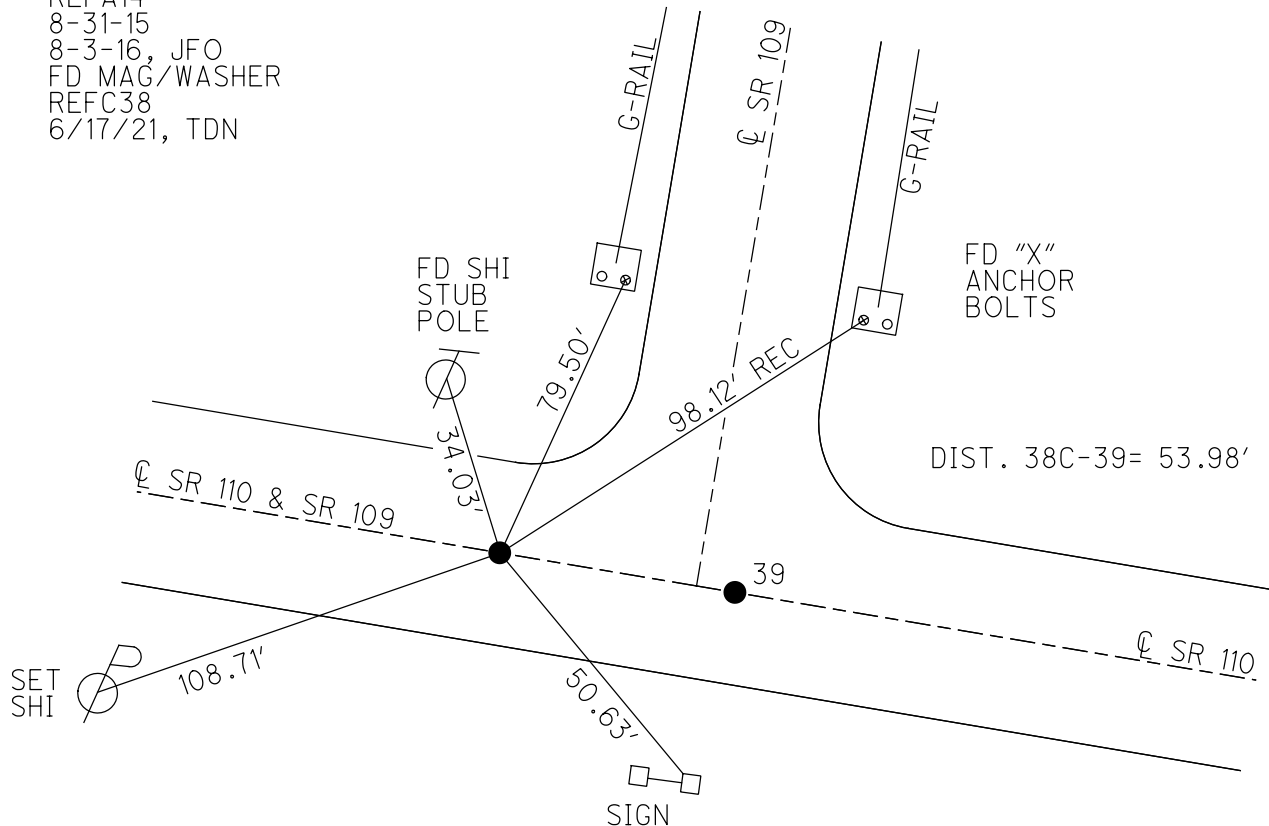 8-31-15
8-3-16, JFO
FD MAG/WASHER
REFC38
6/17/21, TDN
G-RAIL
℄ SR 109
G-RAIL
FD "X"
ANCHOR
BOLTS
FD SHI
STUB
POLE
79.50'
98.12' REC
34.03'
DIST. 38C-39= 53.98'
℄ SR 110 & SR 109
39
℄ SR 110
108.71'
SET
SHI
50.63'
SIGN